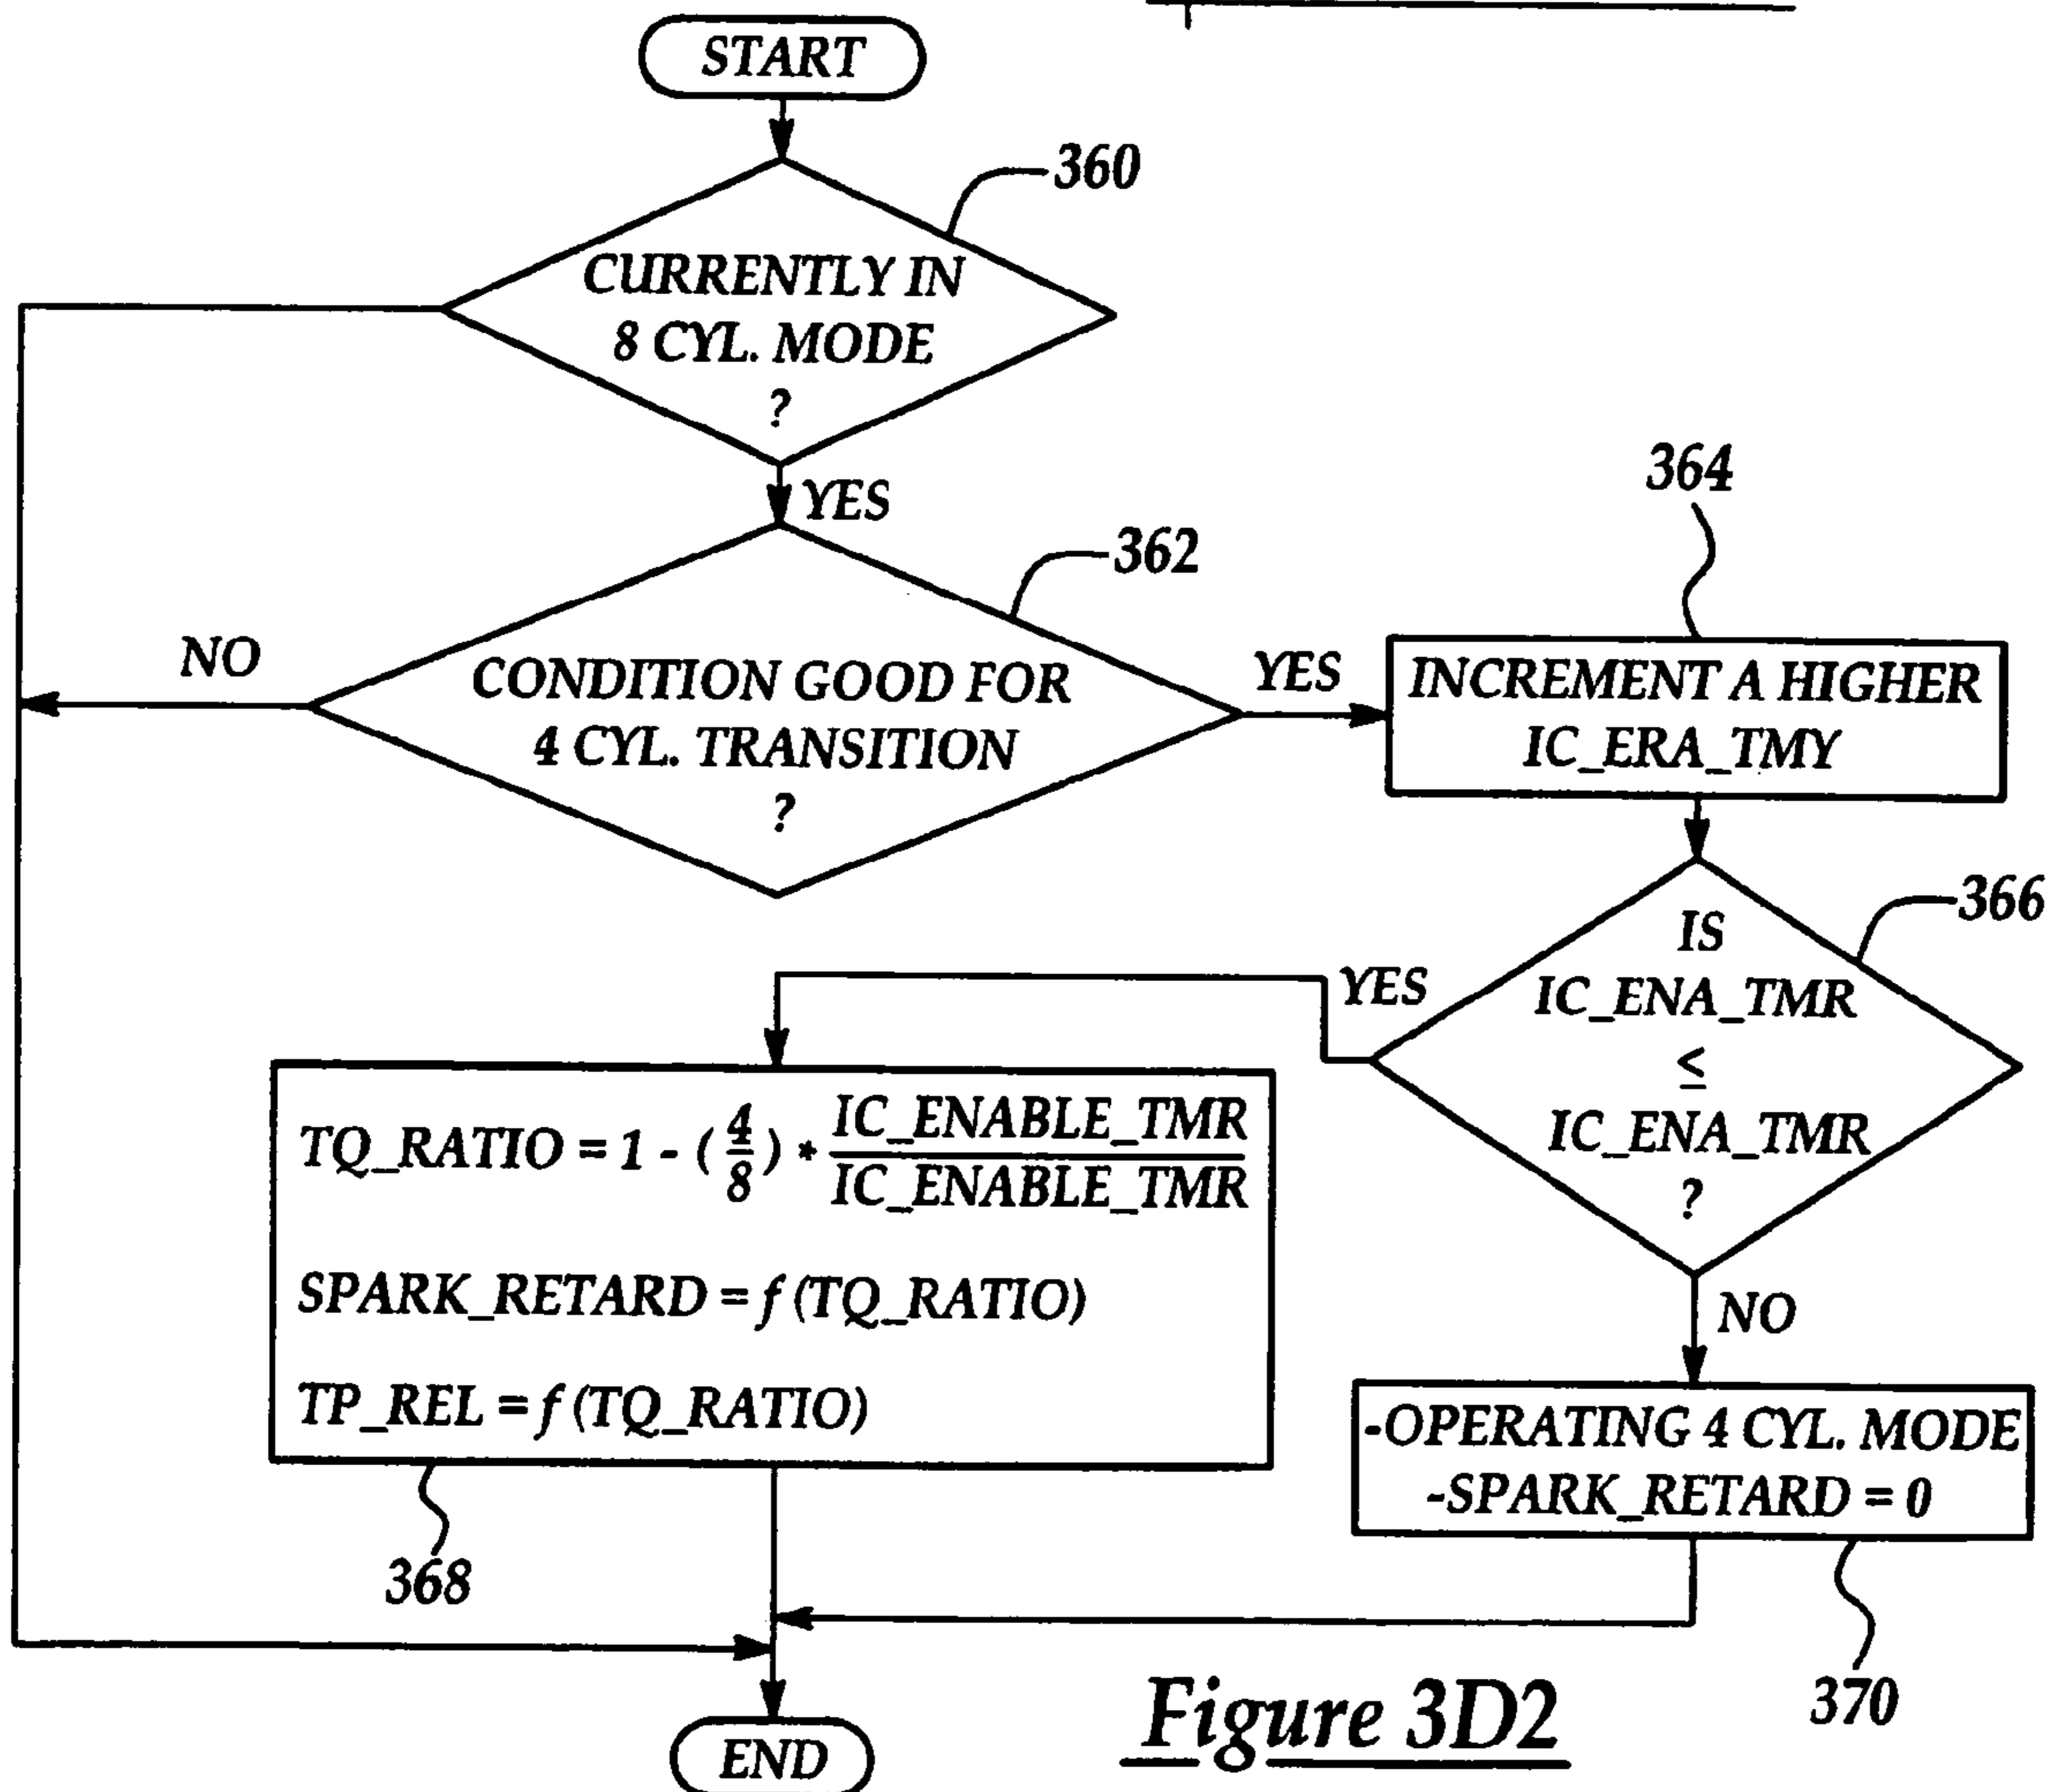 START
360
CURRENTLY IN
8 CYL. MODE
?
YES
362
364
NO
CONDITION GOOD FOR
4 CYL. TRANSITION
?
YES
INCREMENT A HIGHER
IC_ERA_TMY
366
IS
IC_ENA_TMR
≤
IC_ENA_TMR
?
YES
TQ_RATIO = 1 - (4/8) * IC_ENABLE_TMR
IC_ENABLE_TMR
SPARK_RETARD = f (TQ_RATIO)
TP_REL = f (TQ_RATIO)
NO
-OPERATING 4 CYL. MODE
-SPARK_RETARD = 0
368
370
END
Figure 3D2